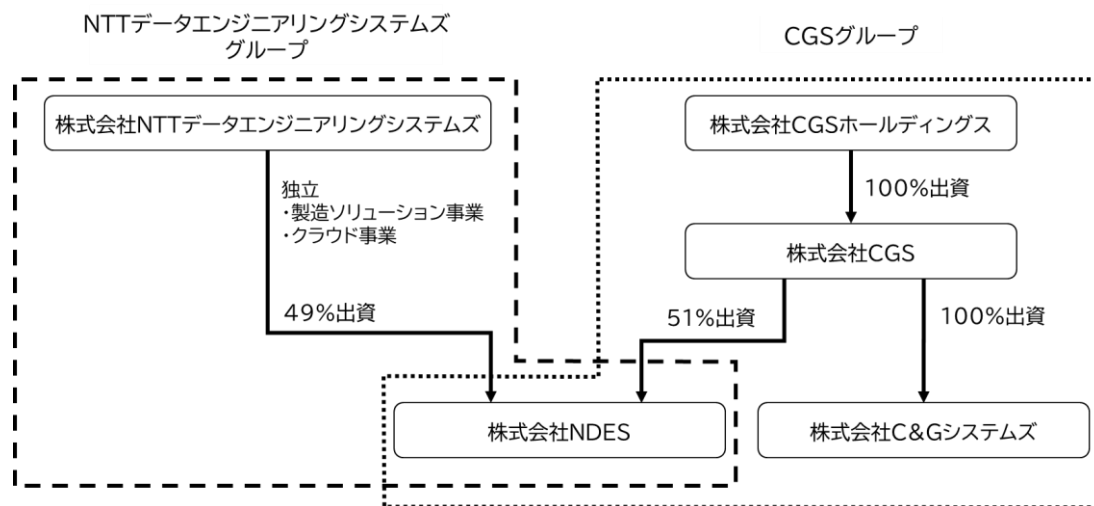 NTTデータエンジニアリングシステムズ
グループ
CGSグループ
株式会社NTTデータエンジニアリングシステムズ
株式会社CGSホールディングス
独立
・製造ソリューション事業
・クラウド事業
100%出資
株式会社CGS
49%出資
51%出資
100%出資
株式会社NDES
株式会社C&Gシステムズ